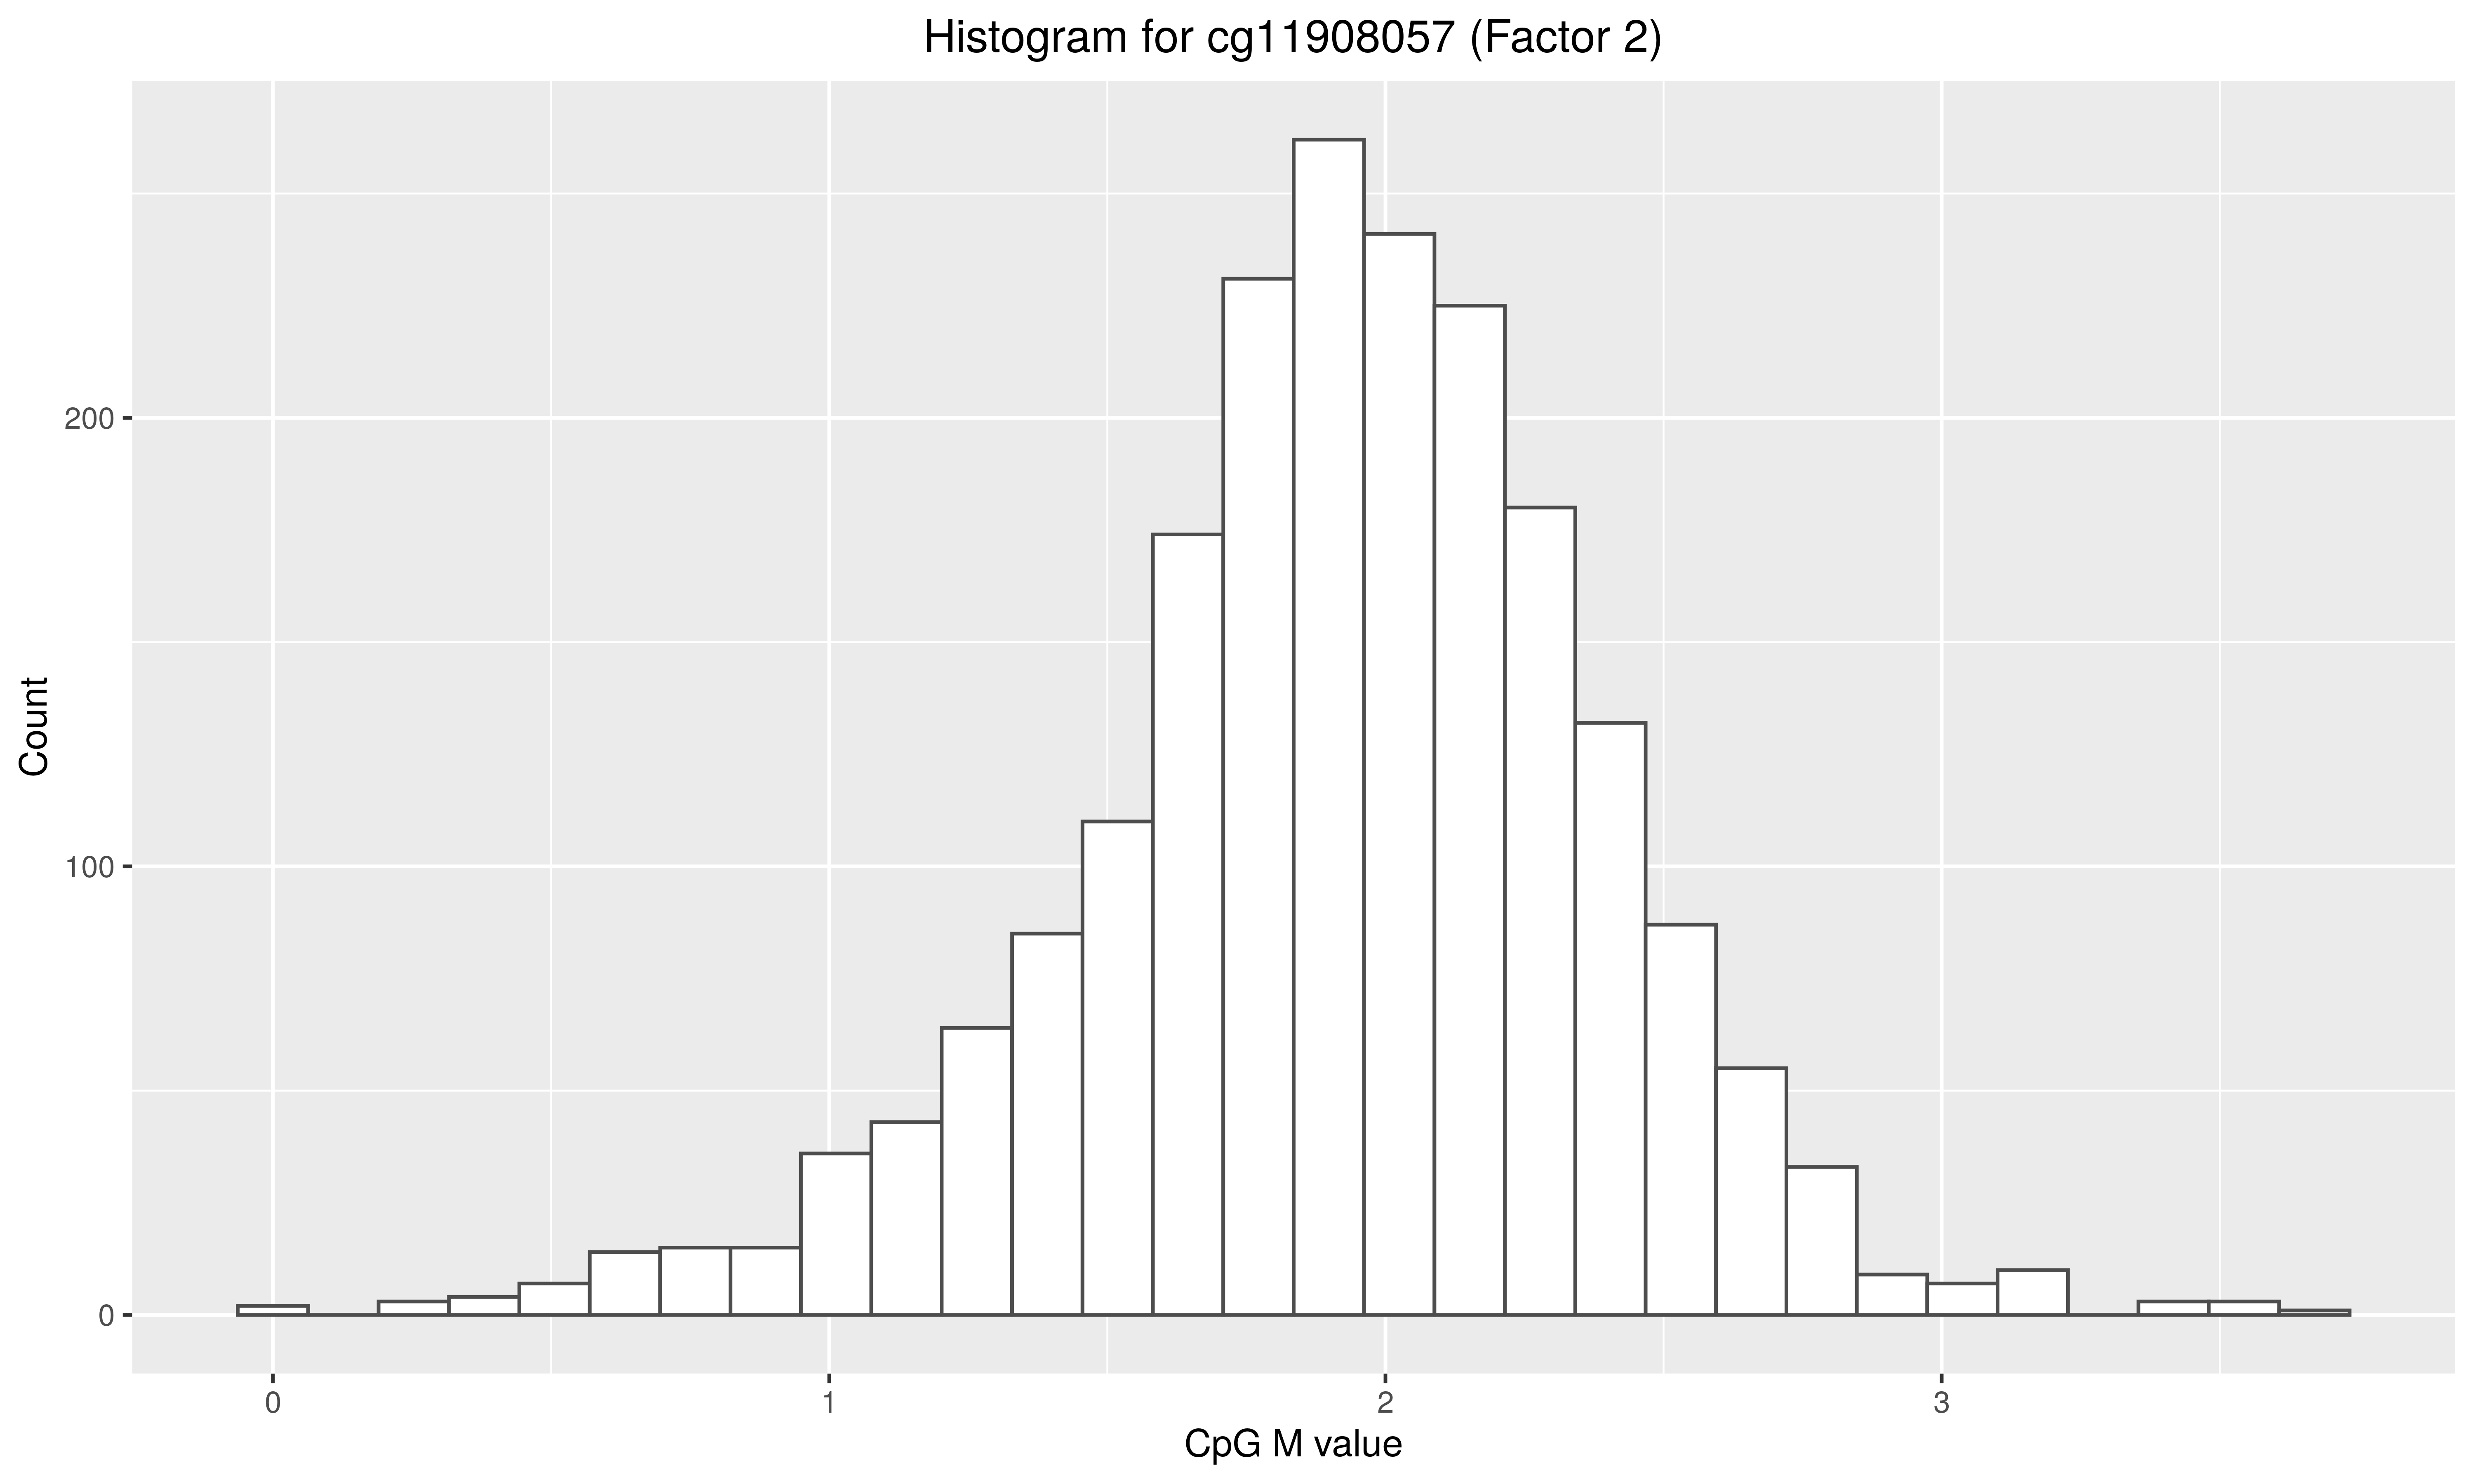 Histogram for cg11908057 (Factor 2)
Count
200
100
0
0 1 2 3
CpG M value